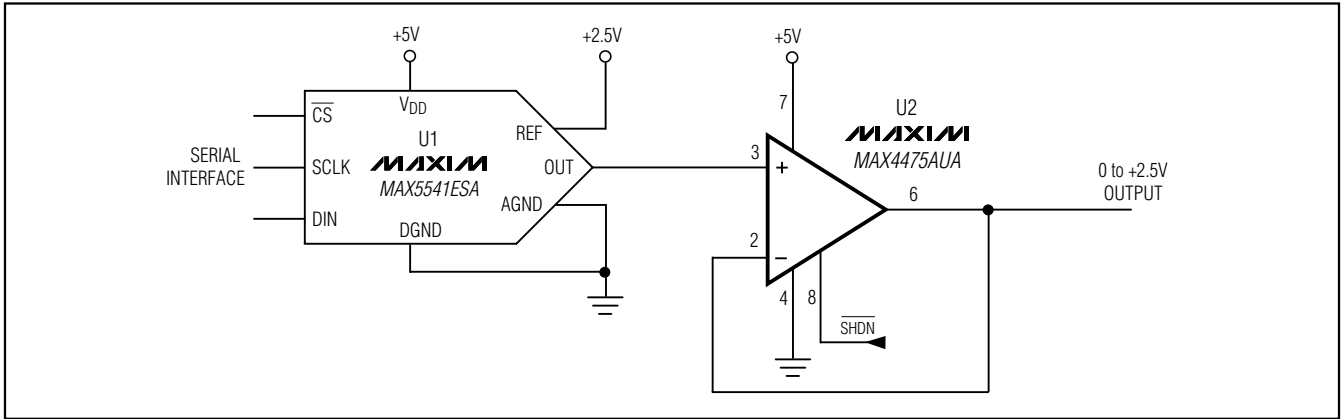 +5V
+2.5V
+5V
VDD
CS
U1
REF
7
U2
MAXIM
MAX4475AUA
SERIAL
INTERFACE
SCLK
MAXIM
MAX5541ESA
OUT
3
+
0 to +2.5V
OUTPUT
6
DIN
AGND
DGND
2
−
4
8
SHDN